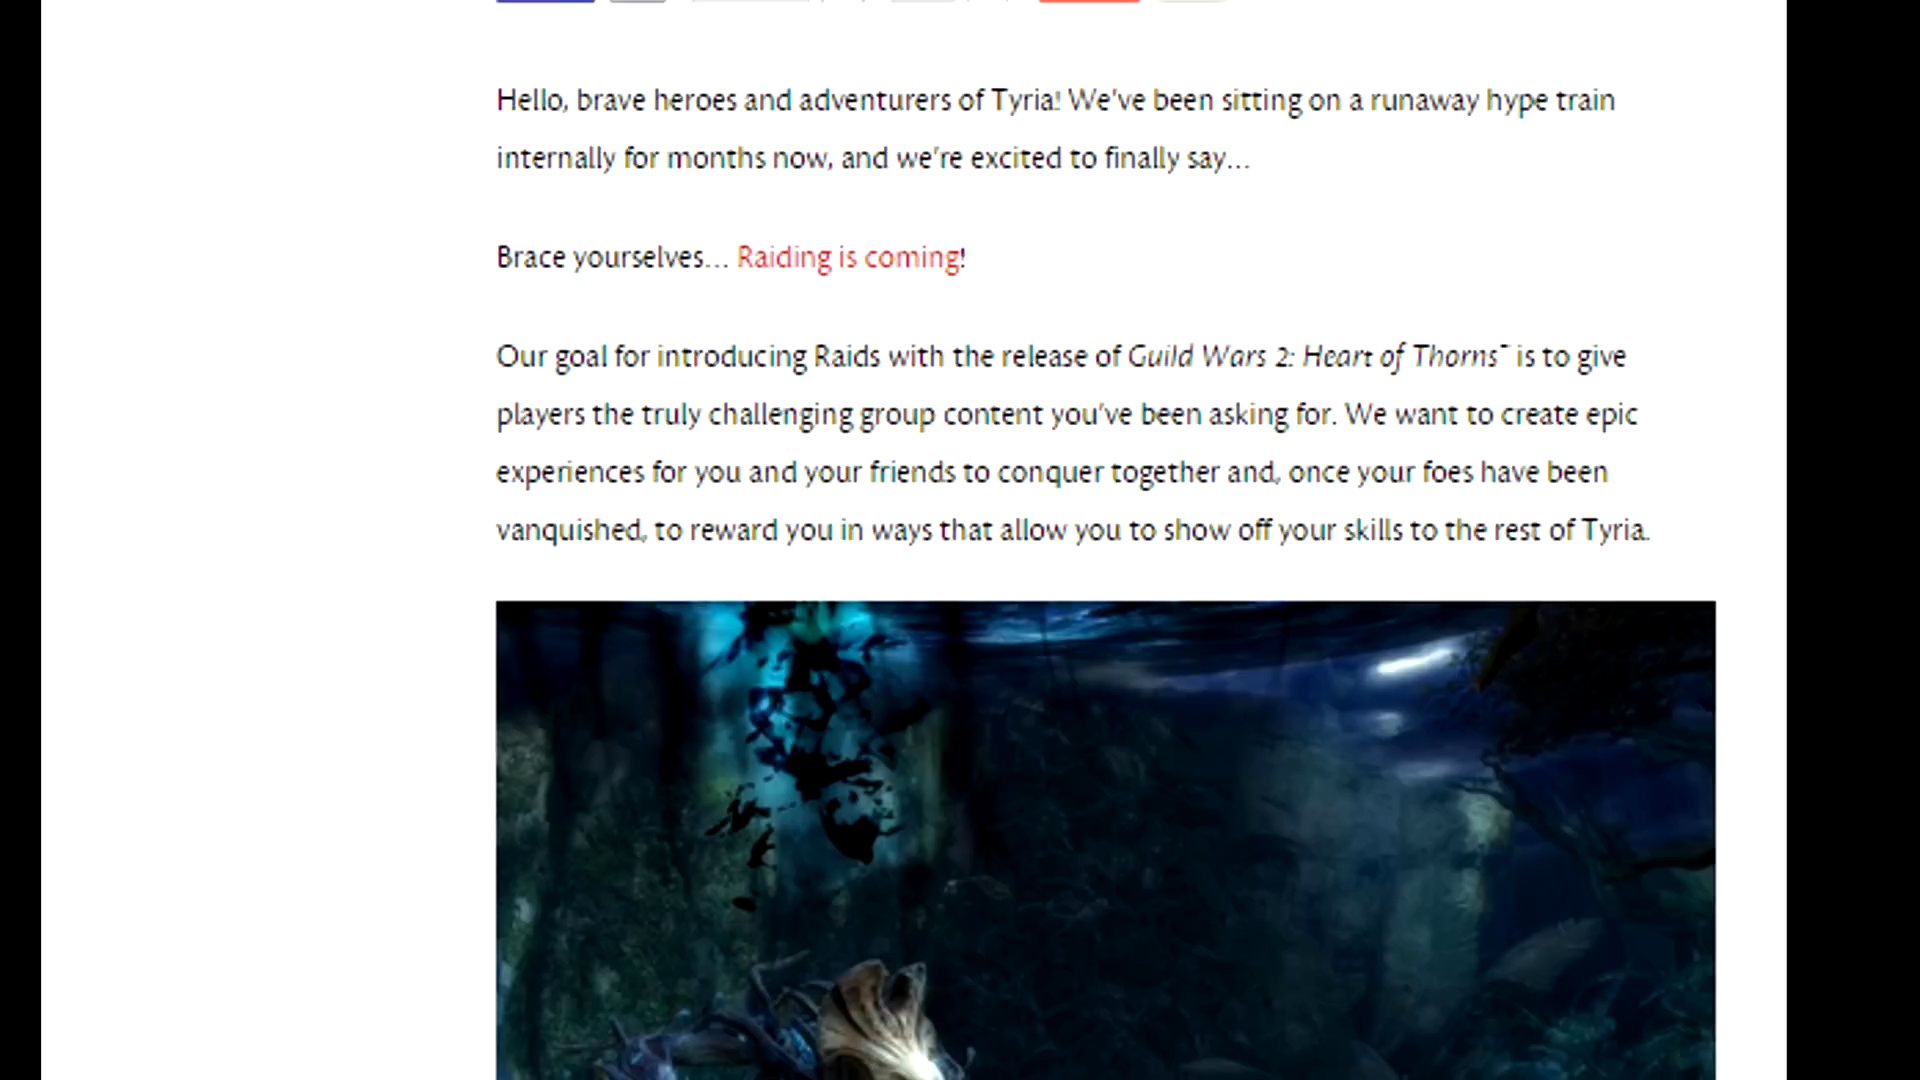 Hello, brave heroes and adventurers of Tyria! We've been sitting on a runaway hype train
internally for months now, and we're excited to finally say...
Brace yourselves... Raiding is coming!
Our goal for introducing Raids with the release of Guild Wars 2: Heart of Thorns™ is to give
players the truly challenging group content you've been asking for. We want to create epic
experiences for you and your friends to conquer together and, once your foes have been
vanquished, to reward you in ways that allow you to show off your skills to the rest of Tyria.